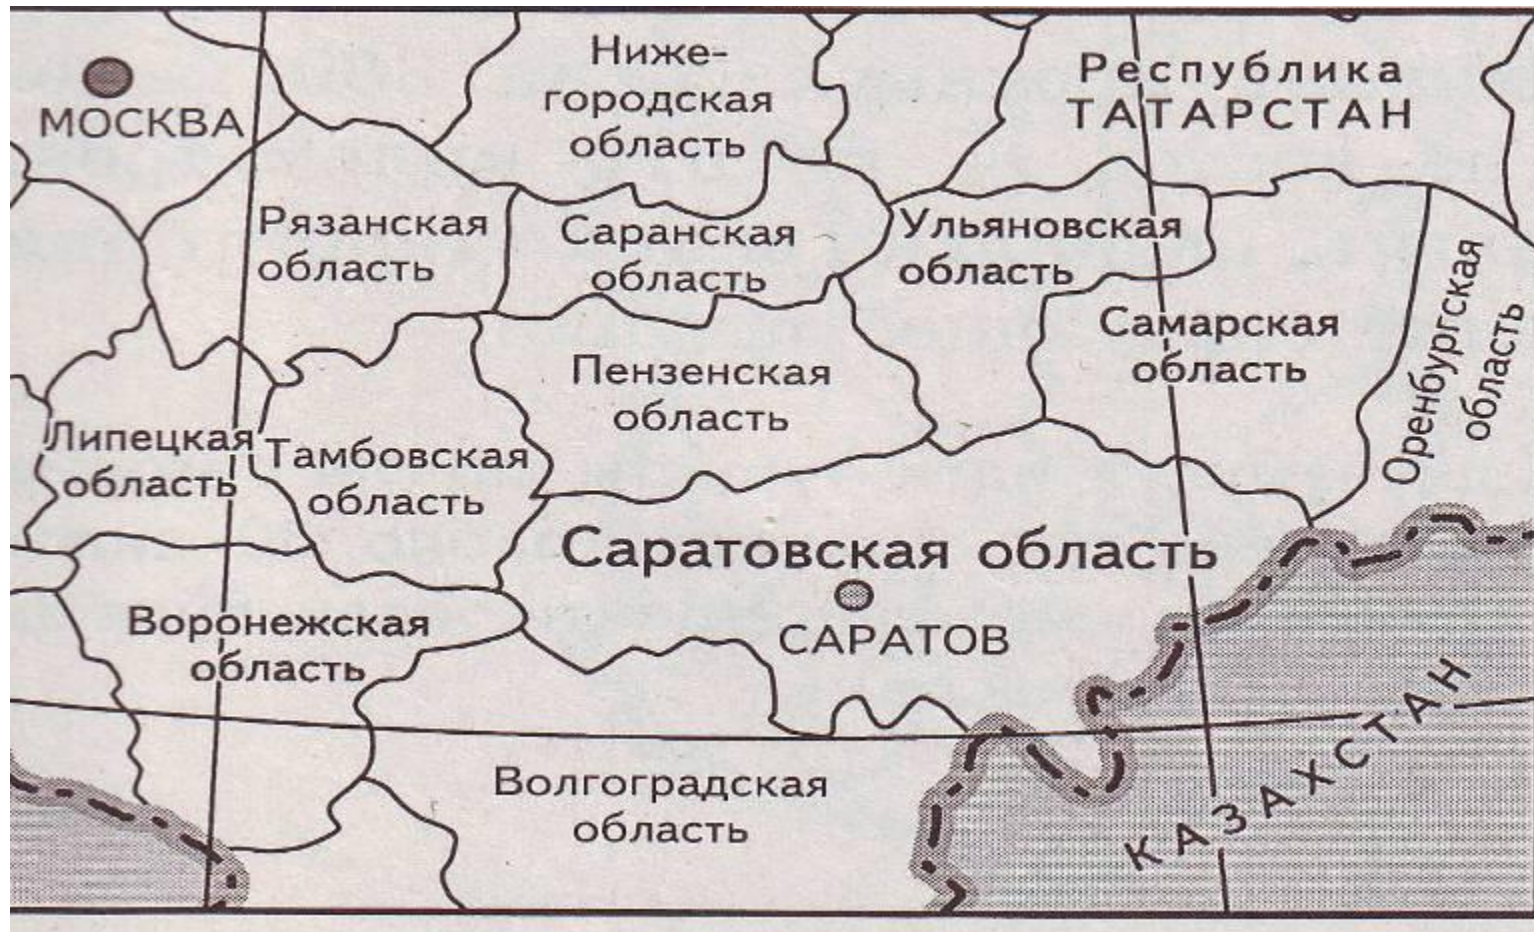 МОСКВА
Ниже-
городская
область
Республика
ТАТАРСТАН
Рязанская
область
Саранская
область
Ульяновская
область
Самарская
область
Оренбургская
область
Пензенская
область
Липецкая
область
Тамбовская
область
Саратовская область
САРАТОВ
Воронежская
область
Волгоградская
область
КАЗАХСТАН